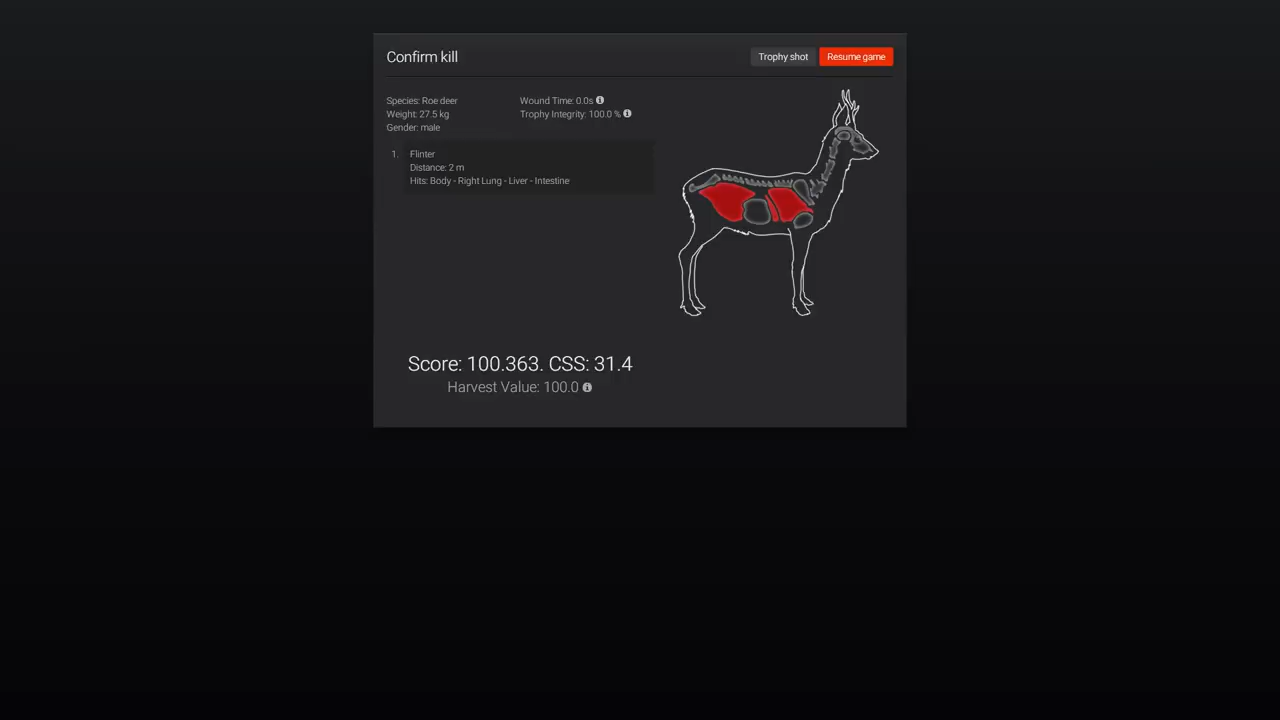 Confirm kill
Trophy shot
Resume game
Species: Roe deer
Weight: 27.5 kg
Gender: male
Wound Time: 0.0s
Trophy Integrity: 100.0 %
1.
Flinter
Distance: 2 m
Hits: Body - Right Lung - Liver - Intestine
Score: 100.363. CSS: 31.4
Harvest Value: 100.0